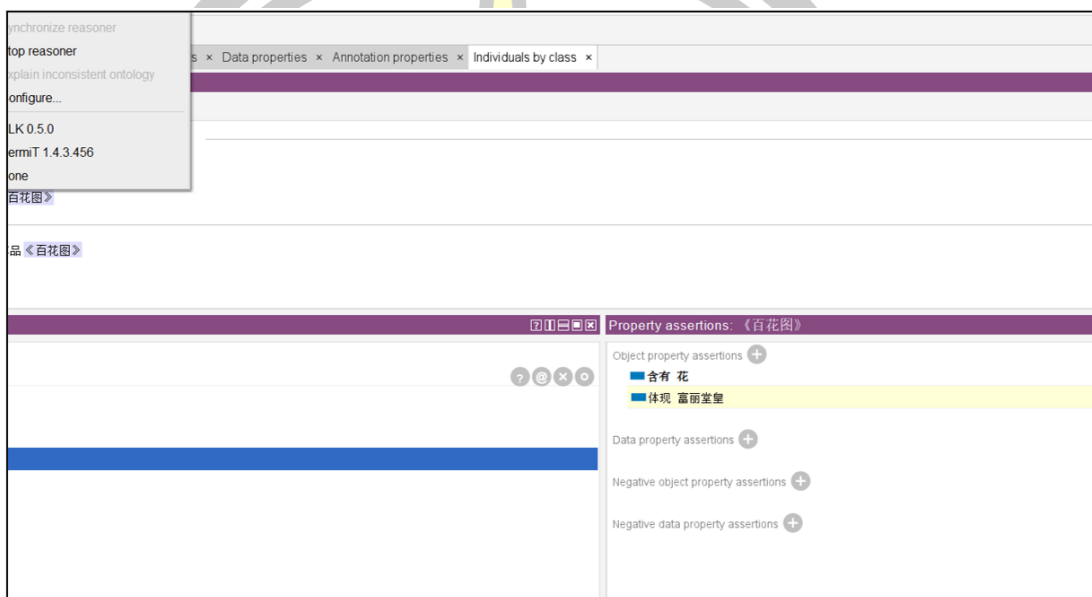 ynchronize reasoner
top reasoner
xplain inconsistent ontology
onfigure...
LK 0.5.0
ermiT 1.4.3.456
one
s × Data properties × Annotation properties × Individuals by class ×
百花图》
品 《百花图》
Property assertions: 《百花图》
Object property assertions
含有 花
体现 富丽堂皇
Data property assertions
Negative object property assertions
Negative data property assertions